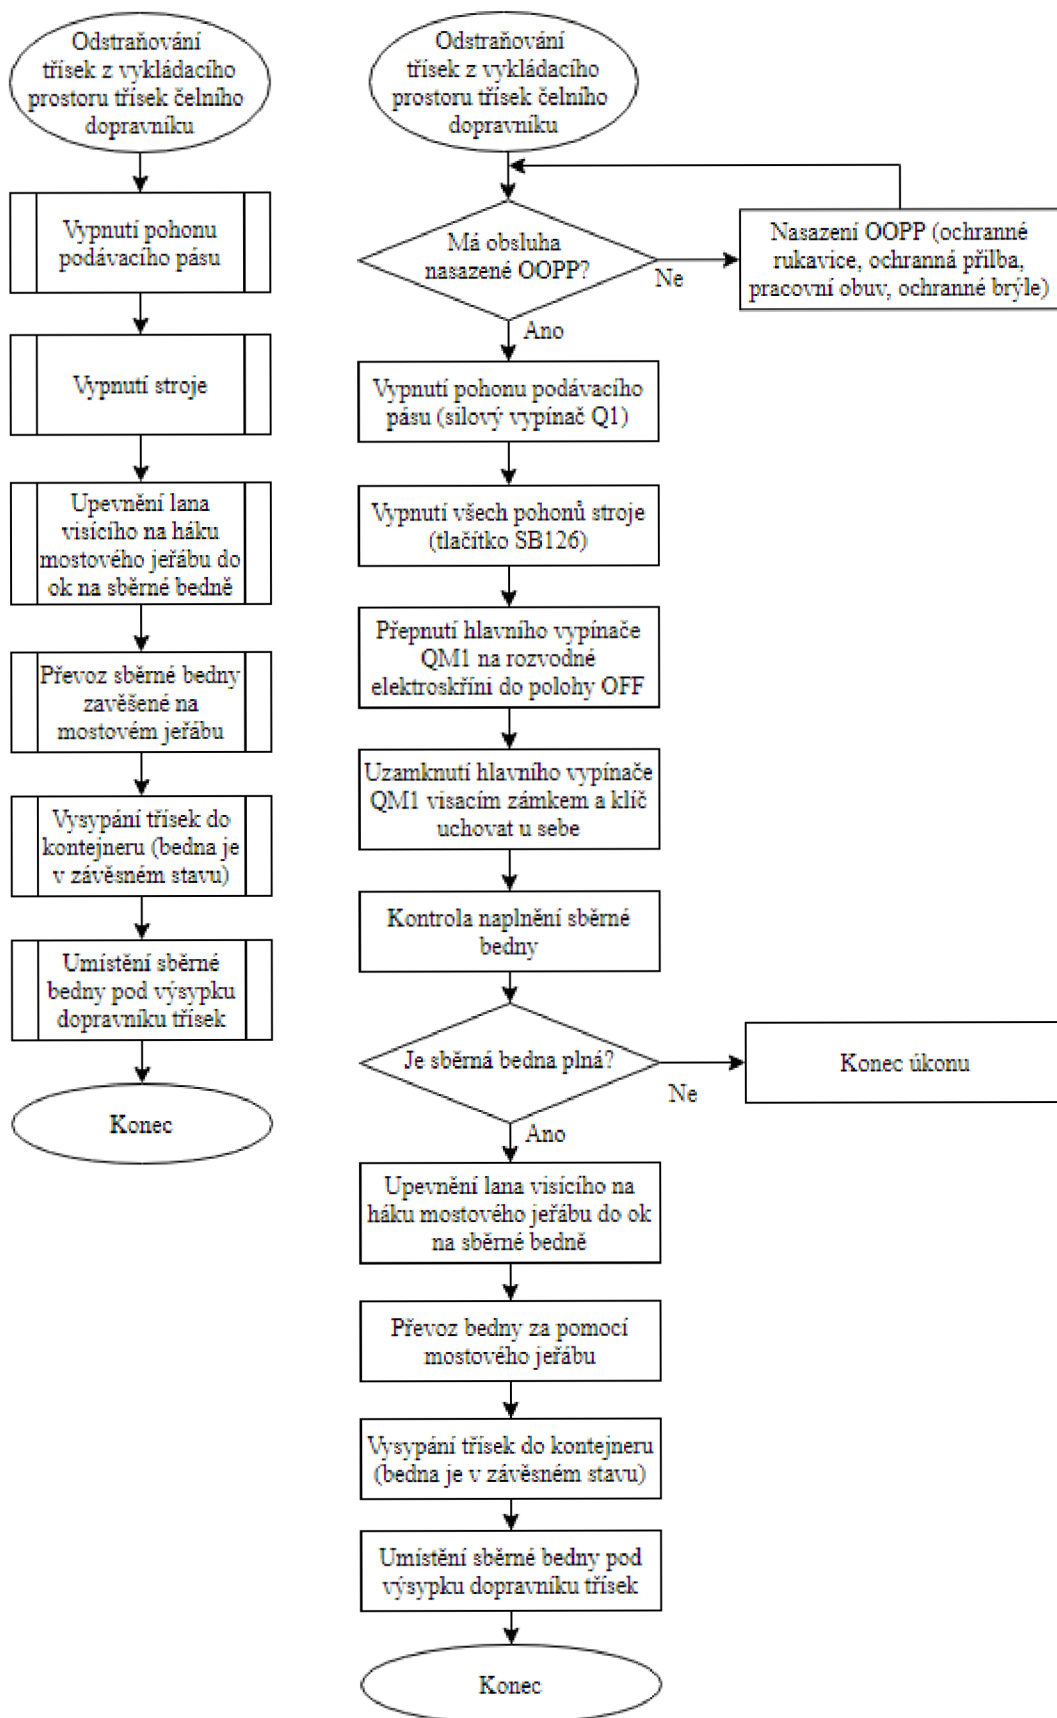 Odstraňování
třísek z vykládacího
prostoru třísek čelního
dopravníku
Vypnutí pohonu
podávacího pásu
Vypnutí stroje
Upevnění lana
visícího na háku
mostového jeřábu do
ok na sběrné bedně
Převoz sběrné bedny
zavěšené na
mostovém jeřábu
Vysypání třísek do
kontejneru (bedna je
v závěsném stavu)
Umístění sběrné
bedny pod výsypku
dopravníku třísek
Konec
Odstraňování
třísek z vykládacího
prostoru třísek čelního
dopravníku
Má obsluha
nasazené OOPP?
Ne
Nasazení OOPP (ochranné
rukavice, ochranná přilba,
pracovní obuv, ochranné brýle)
Ano
Vypnutí pohonu podávacího
pásu (silový vypínač Q1)
Vypnutí všech pohonů stroje
(tlačítko SB126)
Přepnutí hlavního vypínače
QM1 na rozvodné
elektroskříni do polohy OFF
Uzamknutí hlavního vypínače
QM1 visacím zámkem a klíč
uchovat u sebe
Kontrola naplnění sběrné
bedny
Je sběrná bedna plná?
Ne
Konec úkonu
Ano
Upevnění lana visícího na
háku mostového jeřábu do ok
na sběrné bedně
Převoz bedny za pomocí
mostového jeřábu
Vysypání třísek do kontejneru
(bedna je v závěsném stavu)
Umístění sběrné bedny pod
výsypku dopravníku třísek
Konec